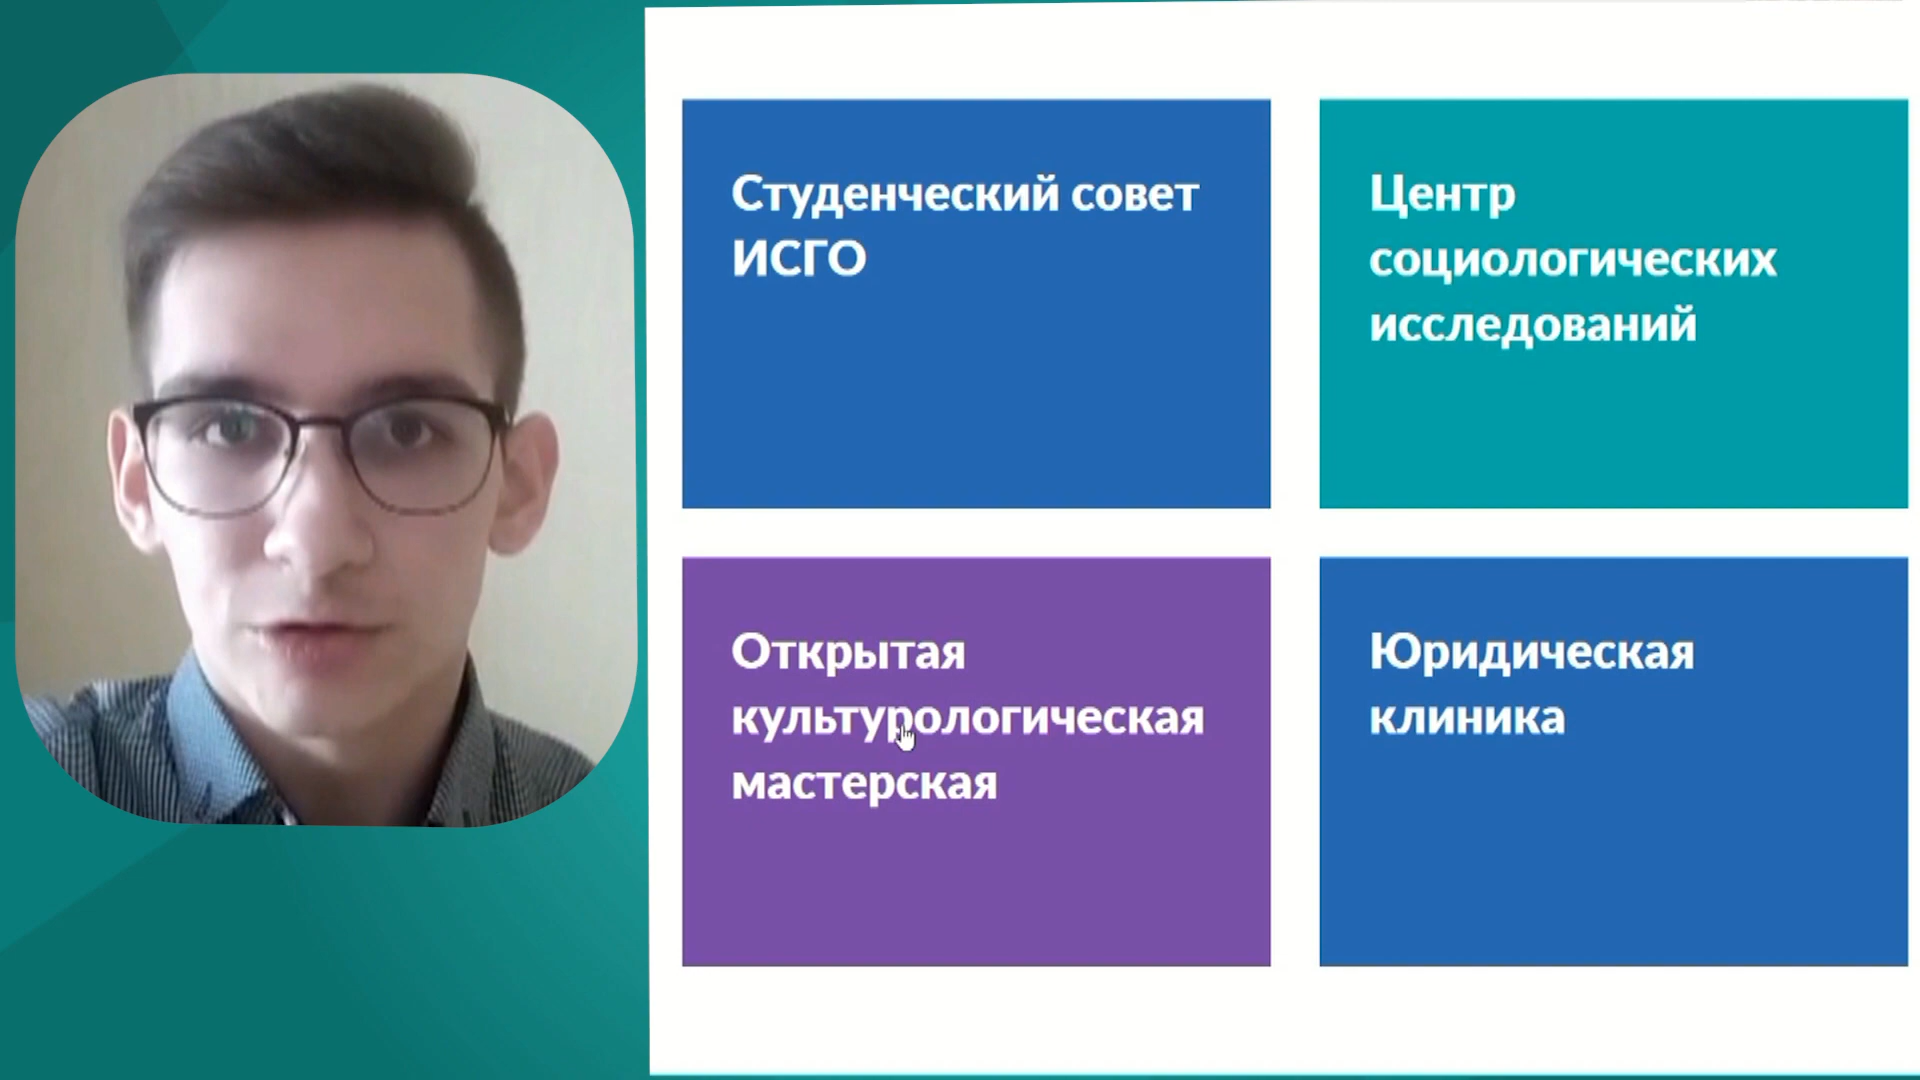 Студенческий совет
ИСГО
Центр
социологических
исследований
Открытая
культурологическая
мастерская
Юридическая
клиника